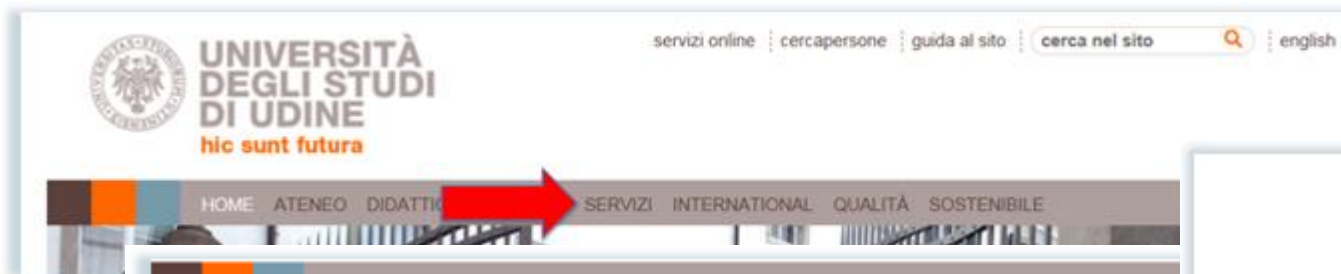 servizi online cercapersone guida al sito cerca nel sito english
UNIVERSITÀ
DEGLI STUDI
DI UDINE
hic sunt futura
HOME ATENEO SERVIZI INTERNATIONAL QUALITÀ SOSTENIBILE